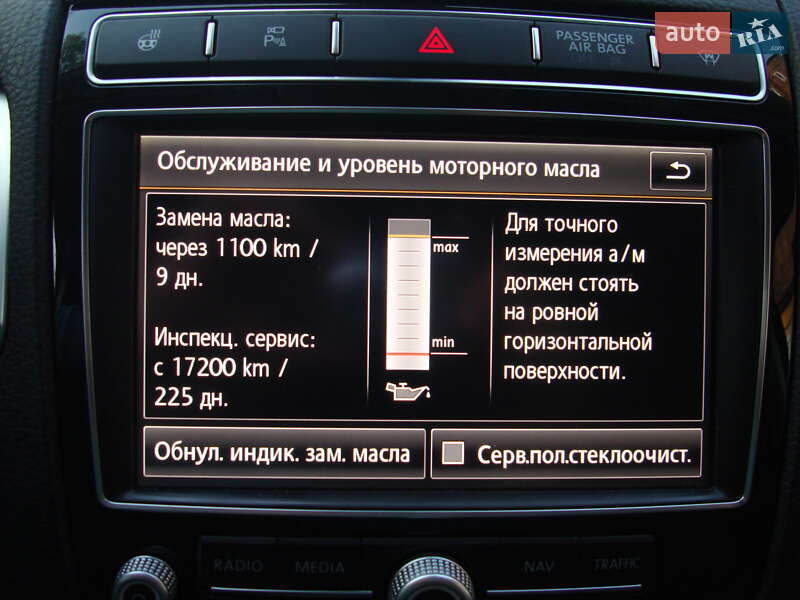 PASSENGER
AIR BAG
auto RIA
.com
P
Обслуживание и уровень моторного масла
Замена масла:
через 1100 km /
9 дн.
Инспекц. сервис:
с 17200 km /
225 дн.
max
min
Для точного
измерения а/м
должен стоять
на ровной
горизонтальной
поверхности.
Обнул. индик. зам. масла
Серв.пол.стеклоочист.
RADIO
MEDIA
NAV
TRAFFIC